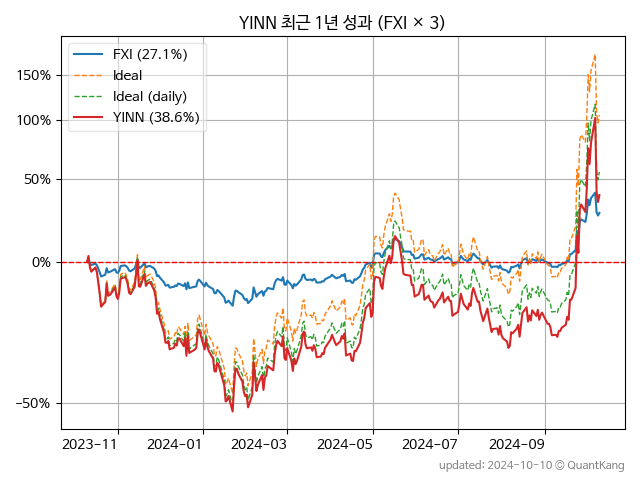 YINN 최근 1년 성과 (FXI × 3)
FXI (27.1%)
Ideal
Ideal (daily)
YINN (38.6%)
150%
100%
50%
0%
−50%
2023−11
2024−01
2024−03
2024−05
2024−07
2024−09
updated: 2024-10-10 © QuantKang